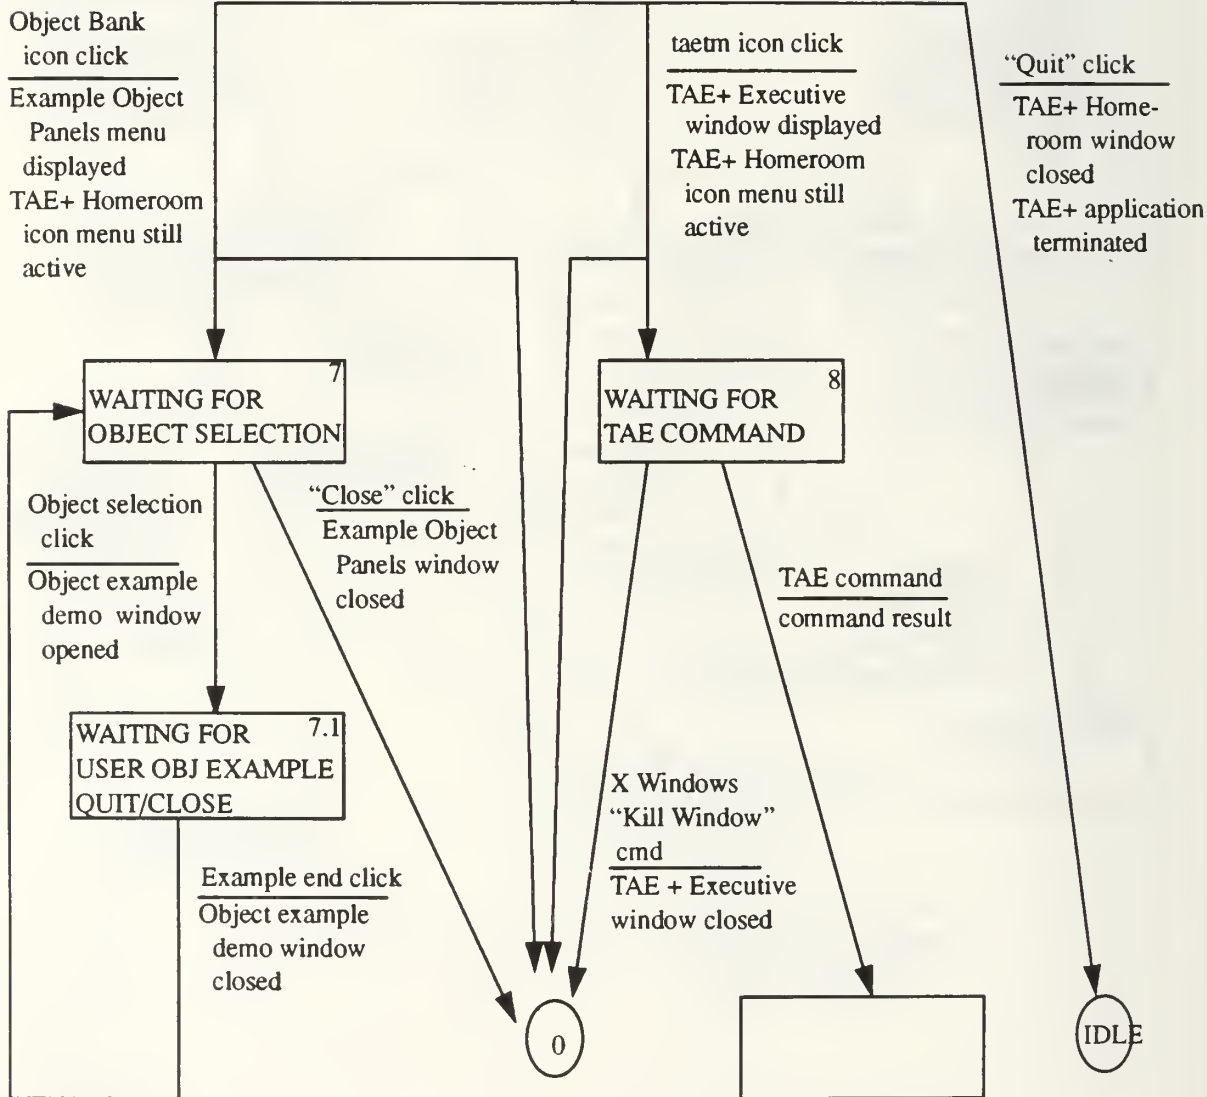 Object Bank
icon click
Example Object
Panels menu
displayed
TAE+ Homeroom
icon menu still
active
taetm icon click
TAE+ Executive
window displayed
TAE+ Homeroom
icon menu still
active
“Quit” click
TAE+ Home-
room window
closed
TAE+ application
terminated
7
WAITING FOR
OBJECT SELECTION
8
WAITING FOR
TAE COMMAND
Object selection
click
Object example
demo window
opened
“Close” click
Example Object
Panels window
closed
TAE command
command result
7.1
WAITING FOR
USER OBJ EXAMPLE
QUIT/CLOSE
X Windows
“Kill Window”
cmd
TAE + Executive
window closed
Example end click
Object example
demo window
closed
0
IDLE